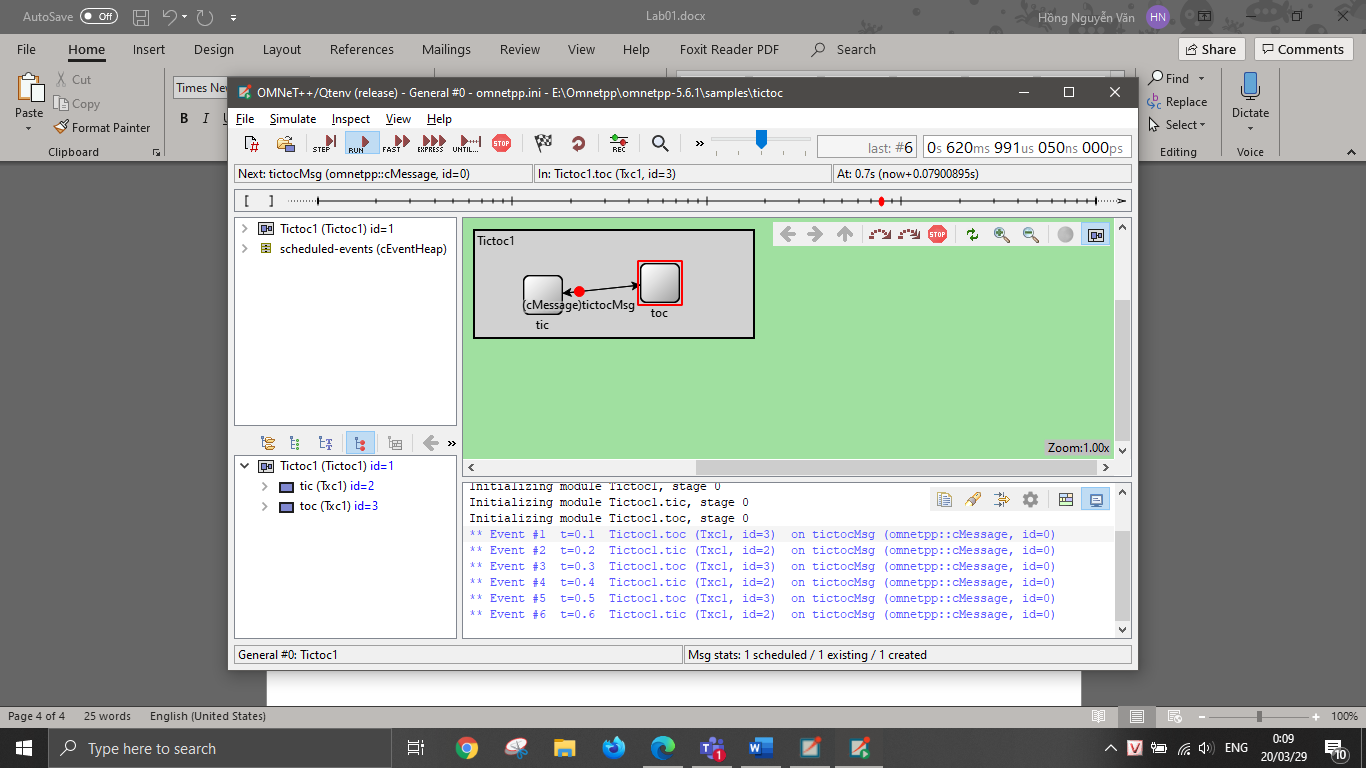 AutoSave Off
Lab01.docx
Hồng Nguyễn Văn HN
File Home Insert Design Layout References Mailings Review View Help Foxit Reader PDF Search
Share Comments
Paste
Cut
Copy
Format Painter
Clipboard
Times Ne
B I
Find
Replace
Select
Editing
Dictate
Voice
OMNeT++/Qtenv (release) - General #0 - omnetpp.ini - E:\Omnetpp\omnetpp-5.6.1\samples\tictoc
File Simulate Inspect View Help
STEP RUN FAST EXPRESS UNTIL... STOP REC » last: #6 0s 620ms 991us 050ns 000ps
Next: tictocMsg (omnetpp::cMessage, id=0) In: Tictoc1.toc (Txc1, id=3) At: 0.7s (now+0.07900895s)
[ ]
Tictoc1 (Tictoc1) id=1
scheduled-events (cEventHeap)
»
Tictoc1 (Tictoc1) id=1
tic (Txc1) id=2
toc (Txc1) id=3
STOP
Tictoc1
(cMessage)tictocMsg
tic
toc
Zoom:1.00x
Initializing module Tictoc1, stage 0
Initializing module Tictoc1.tic, stage 0
Initializing module Tictoc1.toc, stage 0
** Event #1 t=0.1 Tictoc1.toc (Txc1, id=3) on tictocMsg (omnetpp::cMessage, id=0)
** Event #2 t=0.2 Tictoc1.tic (Txc1, id=2) on tictocMsg (omnetpp::cMessage, id=0)
** Event #3 t=0.3 Tictoc1.toc (Txc1, id=3) on tictocMsg (omnetpp::cMessage, id=0)
** Event #4 t=0.4 Tictoc1.tic (Txc1, id=2) on tictocMsg (omnetpp::cMessage, id=0)
** Event #5 t=0.5 Tictoc1.toc (Txc1, id=3) on tictocMsg (omnetpp::cMessage, id=0)
** Event #6 t=0.6 Tictoc1.tic (Txc1, id=2) on tictocMsg (omnetpp::cMessage, id=0)
General #0: Tictoc1 Msg stats: 1 scheduled / 1 existing / 1 created
Page 4 of 4 25 words English (United States) 100%
Type here to search
1
V ENG
0:09
20/03/29
10